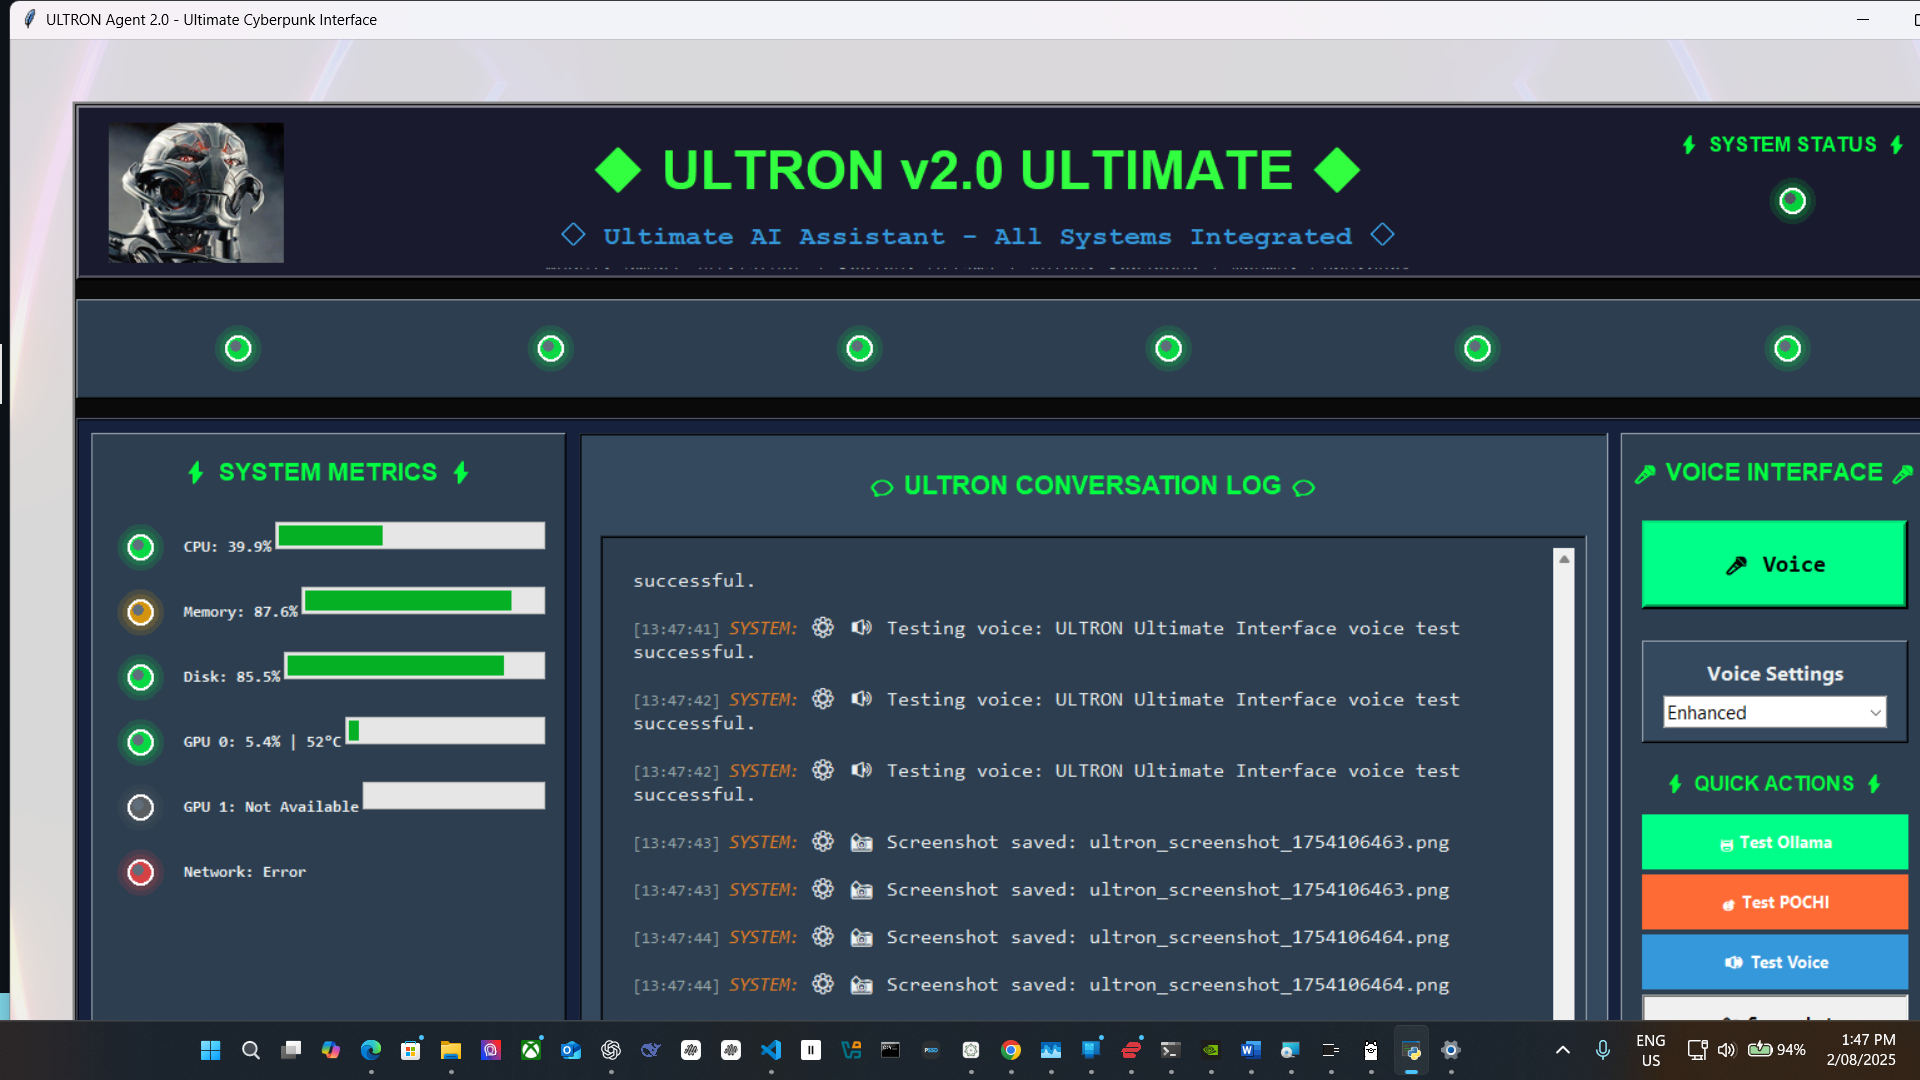 ULTRON Agent 2.0 - Ultimate Cyberpunk Interface
ULTRON v2.0 ULTIMATE
Ultimate AI Assistant - All Systems Integrated
SYSTEM STATUS
SYSTEM METRICS
CPU: 39.9%
Memory: 87.6%
Disk: 85.5%
GPU 0: 5.4% | 52°C
GPU 1: Not Available
Network: Error
ULTRON CONVERSATION LOG
successful.
[13:47:41] SYSTEM: Testing voice: ULTRON Ultimate Interface voice test
successful.
[13:47:42] SYSTEM: Testing voice: ULTRON Ultimate Interface voice test
successful.
[13:47:42] SYSTEM: Testing voice: ULTRON Ultimate Interface voice test
successful.
[13:47:43] SYSTEM: Screenshot saved: ultron_screenshot_1754106463.png
[13:47:43] SYSTEM: Screenshot saved: ultron_screenshot_1754106463.png
[13:47:44] SYSTEM: Screenshot saved: ultron_screenshot_1754106464.png
[13:47:44] SYSTEM: Screenshot saved: ultron_screenshot_1754106464.png
VOICE INTERFACE
Voice
Voice Settings
Enhanced
QUICK ACTIONS
Test Ollama
Test POCHI
Test Voice
ENG
US
94%
1:47 PM
2/08/2025